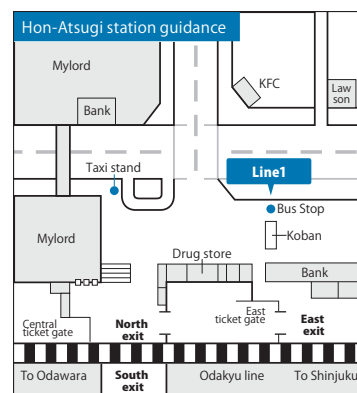 Hon-Atsugi station guidance
Mylord
Bank
KFC
Law
son
Taxi stand
Line1
Bus Stop
Koban
Mylord
Drug store
Bank
Central
ticket gate
North
exit
East
ticket gate
East
exit
To Odawara
South
exit
Odakyu line
To Shinjuku